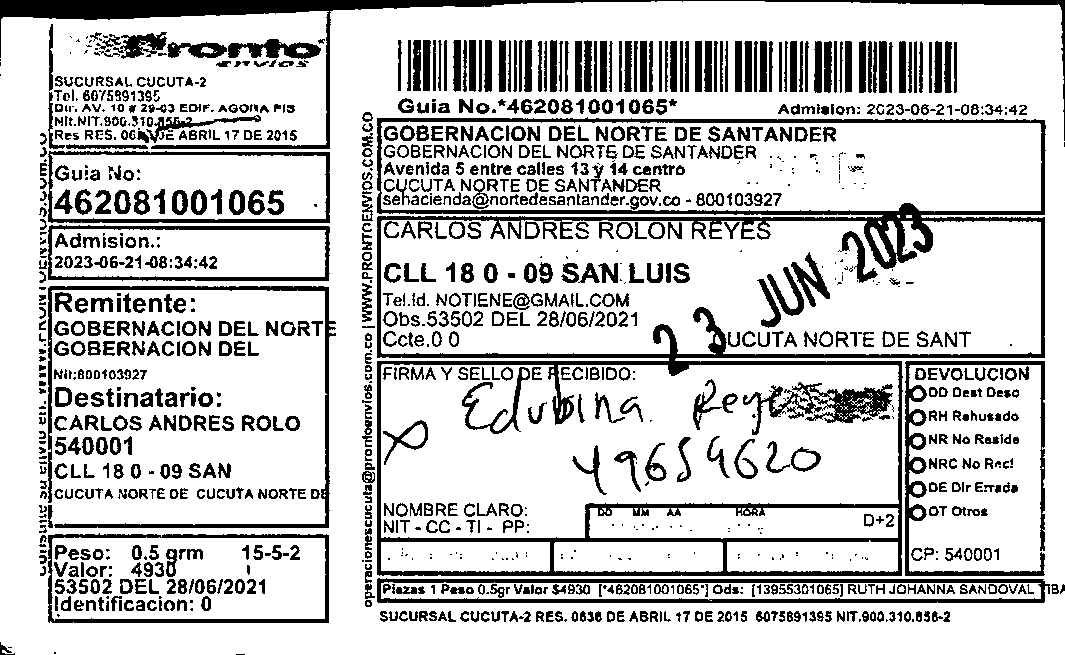 Pronto
envíos
SUCURSAL CUCUTA-2
Tel. 6075891395
Dir. AV. 10 # 29-03 EDIF. AGORA PIS
Nit.NIT.900.310.856-2
Res RES. 0636 DE ABRIL 17 DE 2015
Guia No:
462081001065
Admision.:
2023-06-21-08:34:42
Remitente:
GOBERNACION DEL NORTE
GOBERNACION DEL
Nit:800103927
Destinatario:
CARLOS ANDRES ROLO
540001
CLL 18 0 - 09 SAN
CUCUTA NORTE DE CUCUTA NORTE DE
Peso: 0.5 grm 15-5-2
Valor: 4930 1
53502 DEL 28/06/2021
Identificacion: 0
operacionescucuta@prontoenvios.com.co | WWW.PRONTOENVIOS.COM.CO
Guia No.*462081001065*
Admision: 2023-06-21-08:34:42
GOBERNACION DEL NORTE DE SANTANDER
GOBERNACION DEL NORTE DE SANTANDER
Avenida 5 entre calles 13 y 14 centro
CUCUTA NORTE DE SANTANDER
sehacienda@nortedesantander.gov.co - 800103927
CARLOS ANDRES ROLON REYES
CLL 18 0 - 09 SAN LUIS
Tel.Id. NOTIENE@GMAIL.COM
Obs.53502 DEL 28/06/2021
Ccte.0 0
23 JUN 2023
CUCUTA NORTE DE SANT
FIRMA Y SELLO DE RECIBIDO:
X Edubina Reyes
49659620
NOMBRE CLARO:
NIT - CC - TI - PP:
DD MM AA HORA
D+2
DEVOLUCION
DD Dest Desc
RH Rehusado
NR No Reside
NRC No Recl
DE Dir Errada
OT Otros
CP: 540001
Piezas 1 Peso 0.5gr Valor $4930 [*462081001065*] Ods: [13955301065] RUTH JOHANNA SANDOVAL TIBA
SUCURSAL CUCUTA-2 RES. 0636 DE ABRIL 17 DE 2015 6075891395 NIT.900.310.856-2